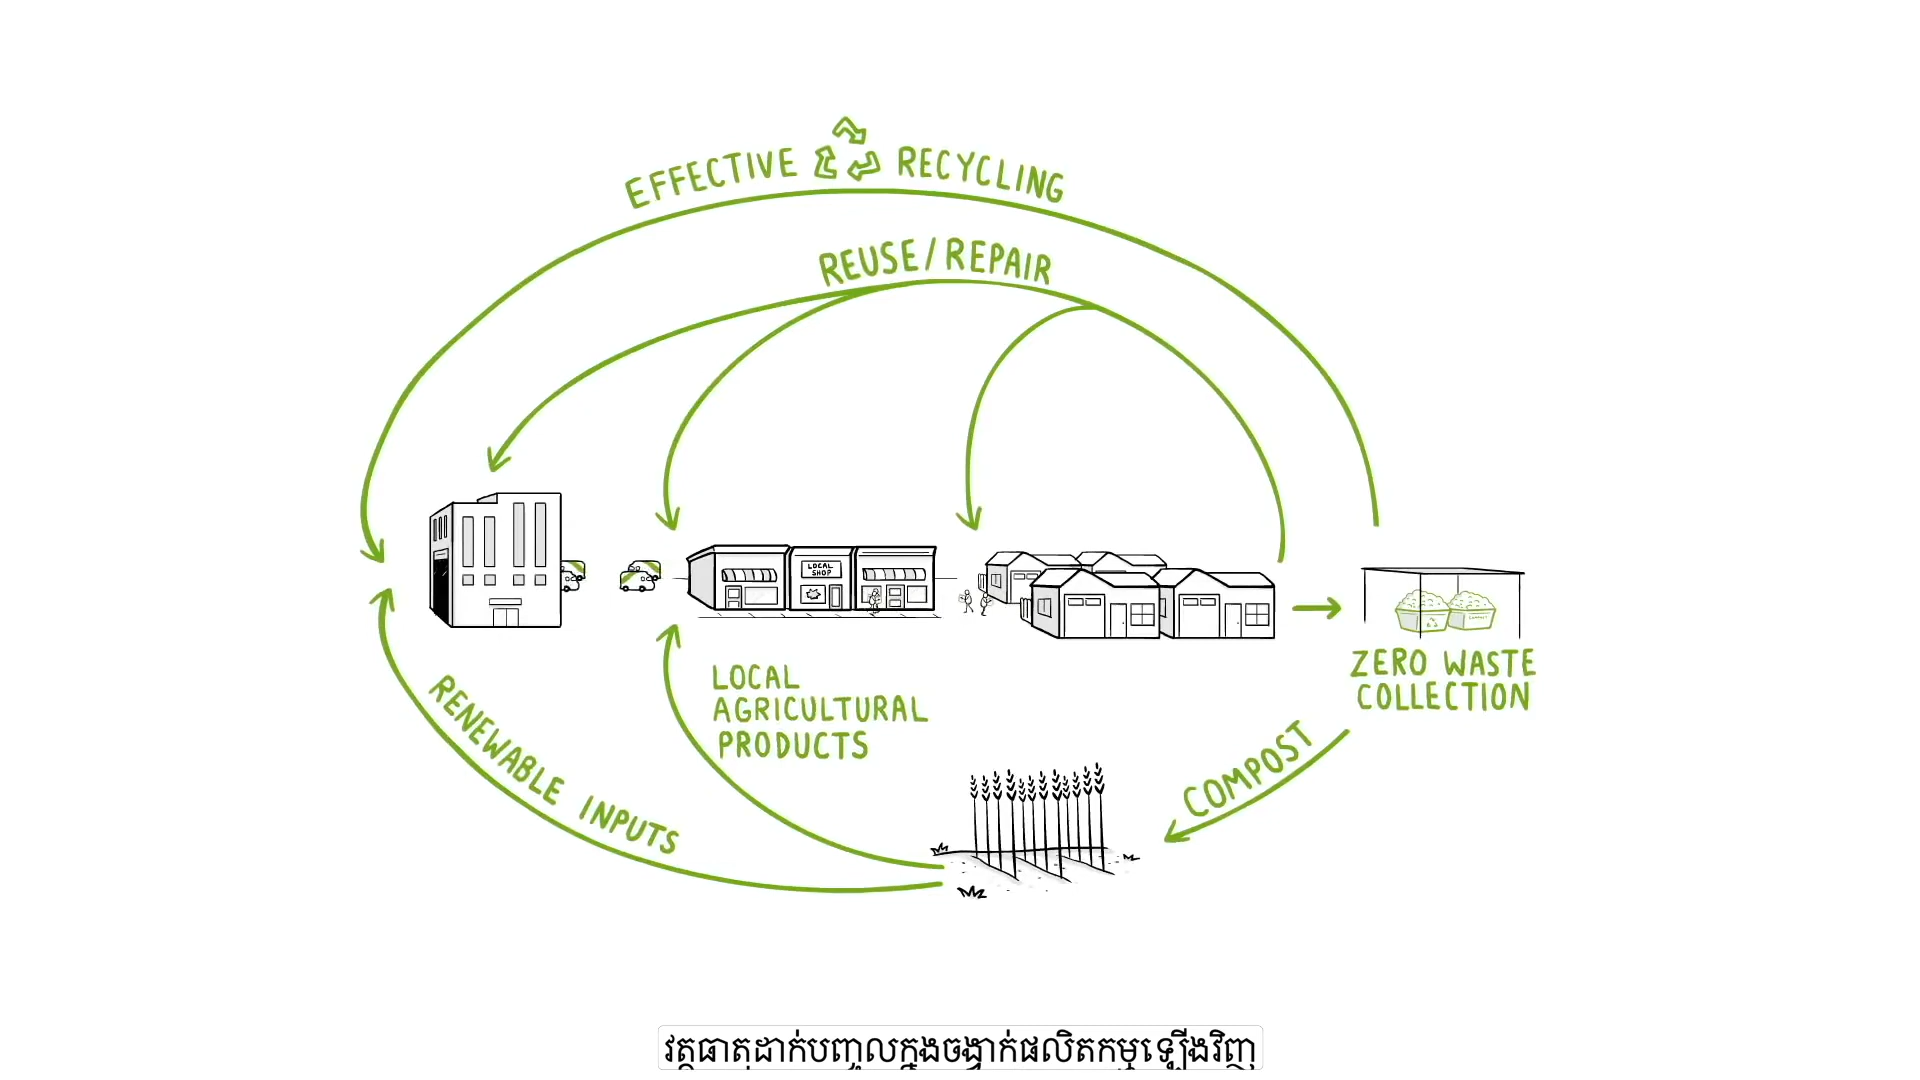 EFFECTIVE RECYCLING
REUSE/REPAIR
LOCAL
SHOP
LOCAL
AGRICULTURAL
PRODUCTS
ZERO WASTE
COLLECTION
RENEWABLE INPUTS
COMPOST
វត្ថុធាតុដាក់បញ្ចូលក្នុងចង្វាក់ផលិតកម្មឡើងវិញ